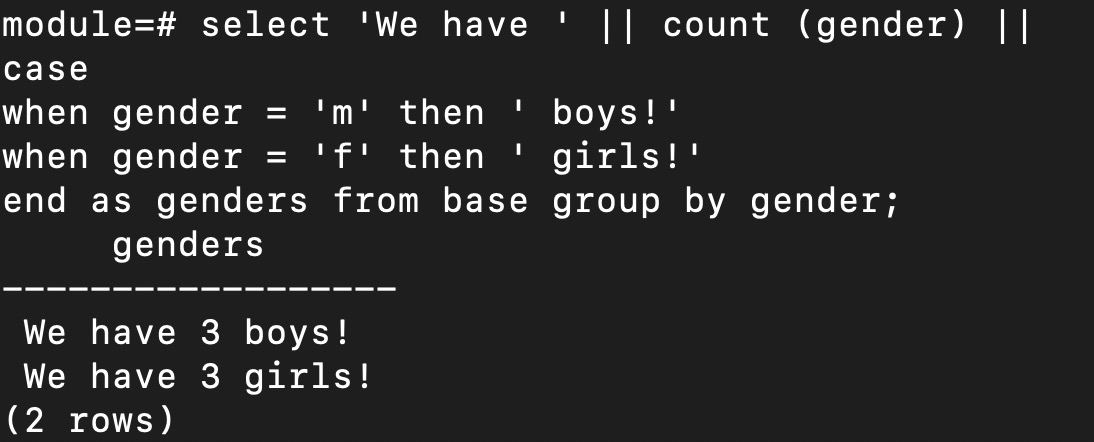 module=# select 'We have ' || count (gender) ||
case
when gender = 'm' then ' boys!'
when gender = 'f' then ' girls!'
end as genders from base group by gender;
genders
------------------
We have 3 boys!
We have 3 girls!
(2 rows)